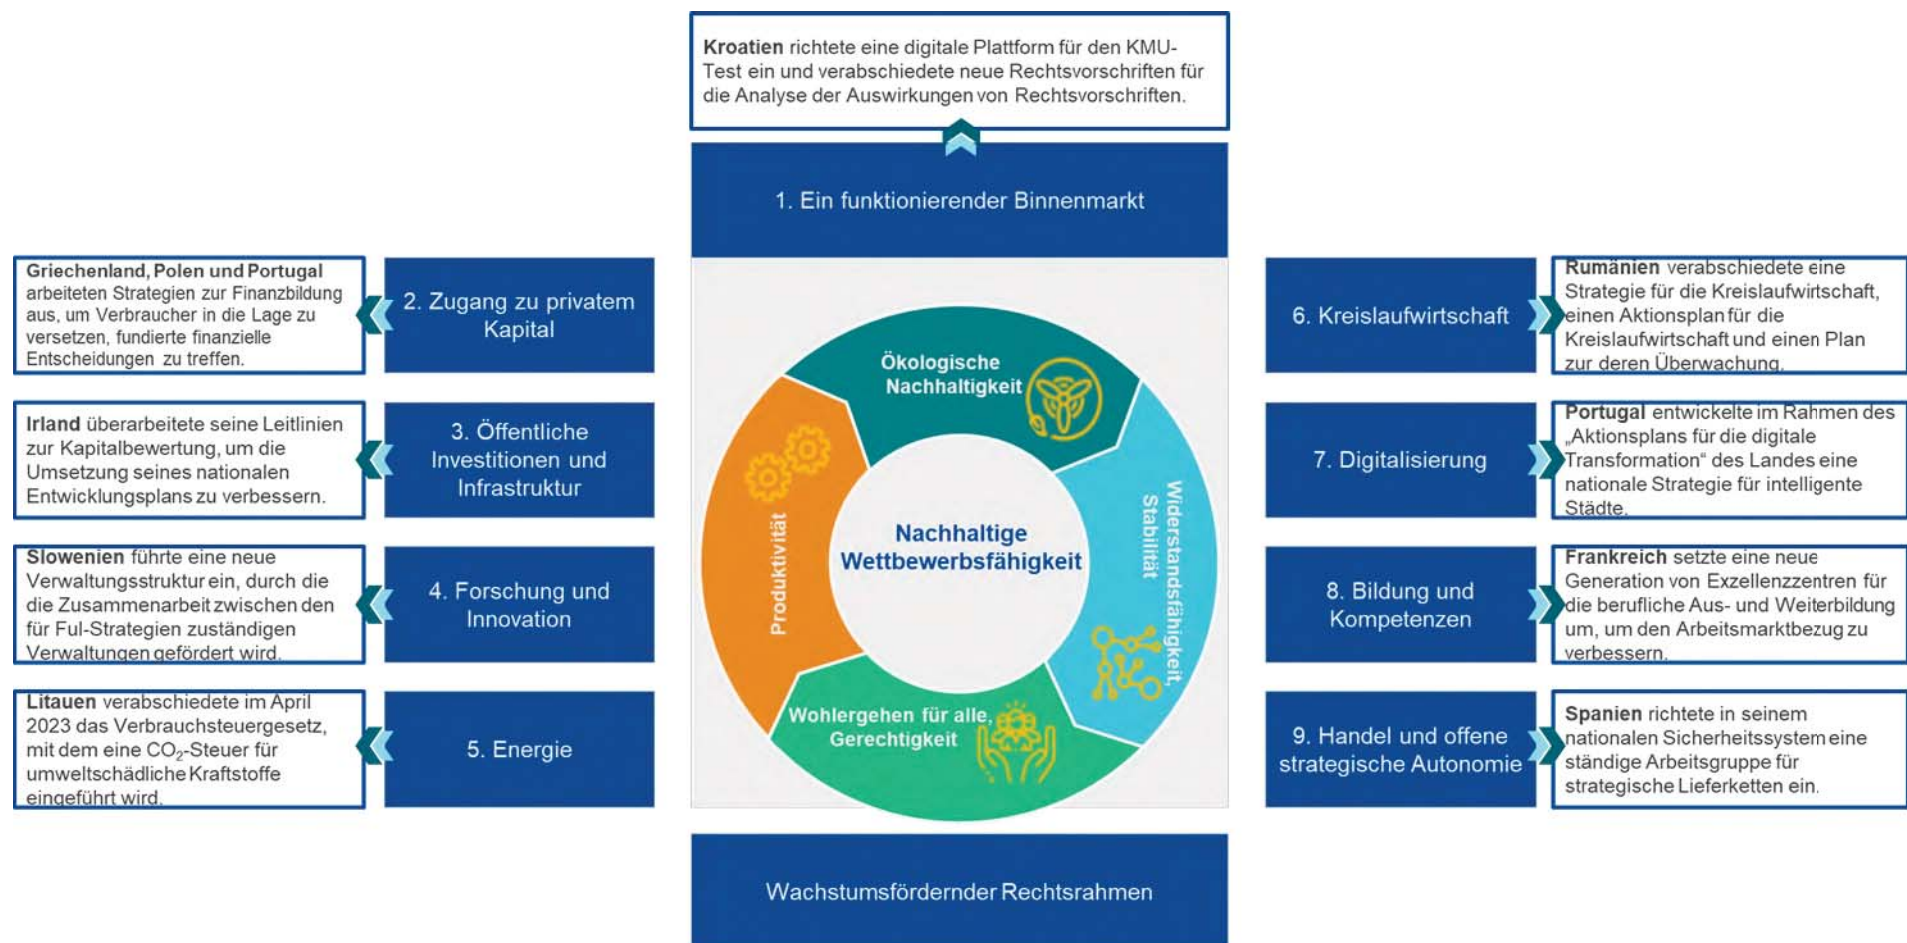 Kroatien richtete eine digitale Plattform für den KMU-
Test ein und verabschiedete neue Rechtsvorschriften für
die Analyse der Auswirkungen von Rechtsvorschriften.
1. Ein funktionierender Binnenmarkt
Griechenland, Polen und Portugal
arbeiteten Strategien zur Finanzbildung
aus, um Verbraucher in die Lage zu
versetzen, fundierte finanzielle
Entscheidungen zu treffen.
2. Zugang zu privatem
Kapital
Irland überarbeitete seine Leitlinien
zur Kapitalbewertung, um die
Umsetzung seines nationalen
Entwicklungsplans zu verbessern.
3. Öffentliche
Investitionen und
Infrastruktur
Slowenien führte eine neue
Verwaltungsstruktur ein, durch die
die Zusammenarbeit zwischen den
für FuI-Strategien zuständigen
Verwaltungen gefördert wird.
4. Forschung und
Innovation
Litauen verabschiedete im April
2023 das Verbrauchsteuergesetz,
mit dem eine CO₂-Steuer für
umweltschädliche Kraftstoffe
eingeführt wird.
5. Energie
Ökologische
Nachhaltigkeit
Widerstandsfähigkeit,
Stabilität
Wohlergehen für alle,
Gerechtigkeit
Produktivität
Nachhaltige
Wettbewerbsfähigkeit
6. Kreislaufwirtschaft
Rumänien verabschiedete eine
Strategie für die Kreislaufwirtschaft,
einen Aktionsplan für die
Kreislaufwirtschaft und einen Plan
zur deren Überwachung.
7. Digitalisierung
Portugal entwickelte im Rahmen des
„Aktionsplans für die digitale
Transformation“ des Landes eine
nationale Strategie für intelligente
Städte.
8. Bildung und
Kompetenzen
Frankreich setzte eine neue
Generation von Exzellenzzentren für
die berufliche Aus- und Weiterbildung
um, um den Arbeitsmarktbezug zu
verbessern.
9. Handel und offene
strategische Autonomie
Spanien richtete in seinem
nationalen Sicherheitssystem eine
ständige Arbeitsgruppe für
strategische Lieferketten ein.
Wachstumsfördernder Rechtsrahmen